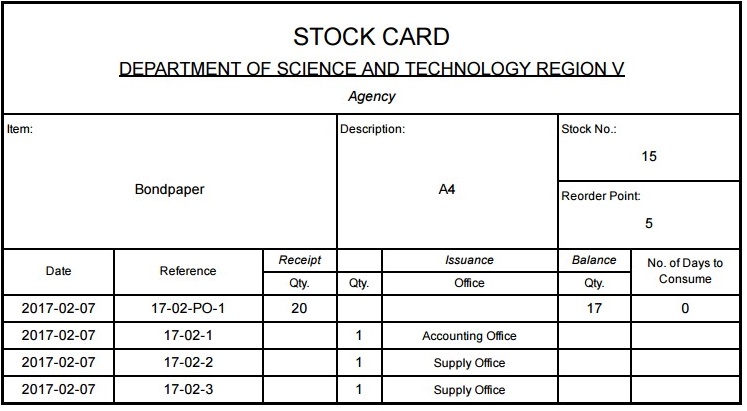 STOCK CARD
DEPARTMENT OF SCIENCE AND TECHNOLOGY REGION V
Agency
Item:
Bondpaper
Description:
A4
Stock No.:
15
Reorder Point:
5
Date Reference Receipt Issuance Balance No. of Days to Consume
Qty. Qty. Office Qty.
2017-02-07 17-02-PO-1 20 17 0
2017-02-07 17-02-1 1 Accounting Office
2017-02-07 17-02-2 1 Supply Office
2017-02-07 17-02-3 1 Supply Office